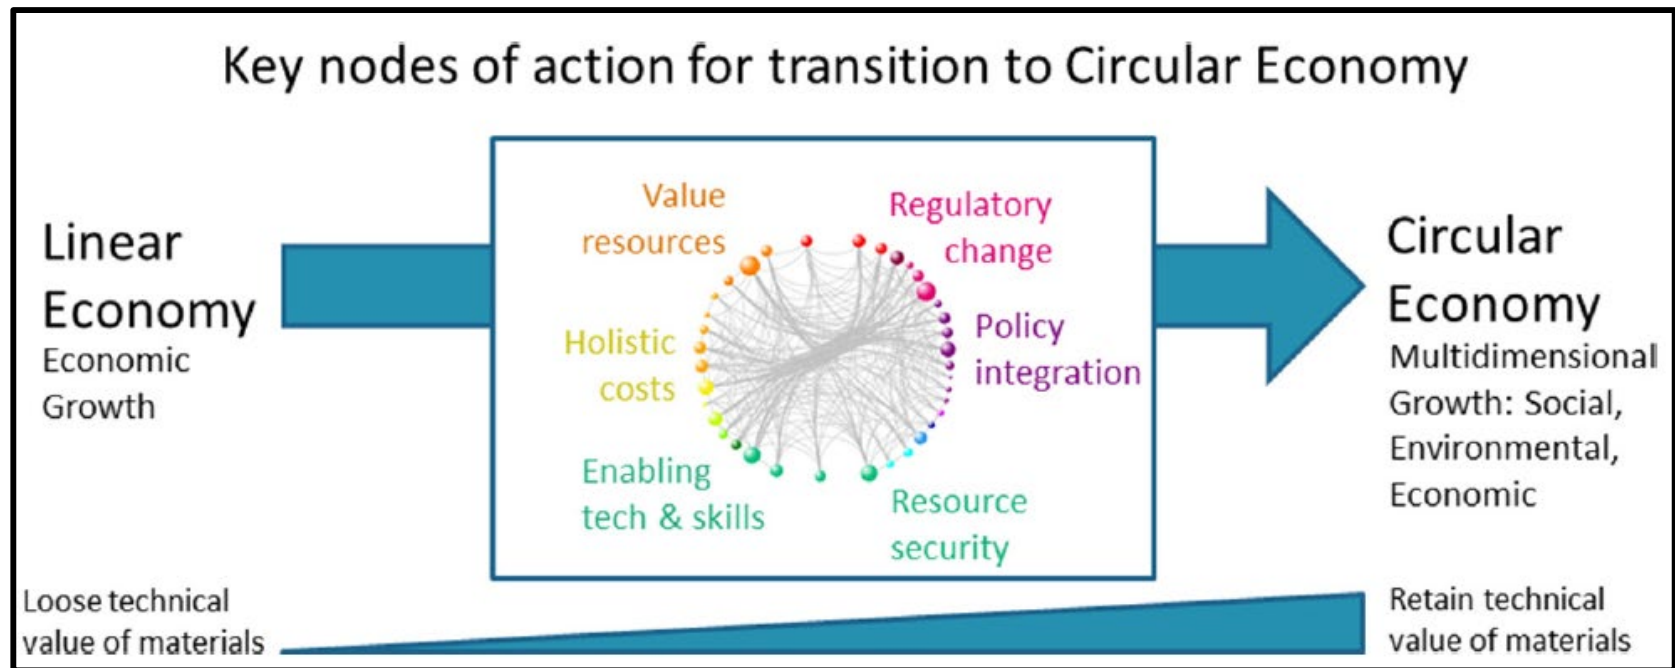 Key nodes of action for transition to Circular Economy
Linear
Economy
Economic
Growth
Value
resources
Regulatory
change
Holistic
costs
Policy
integration
Enabling
tech & skills
Resource
security
Circular
Economy
Multidimensional
Growth: Social,
Environmental,
Economic
Loose technical
value of materials
Retain technical
value of materials